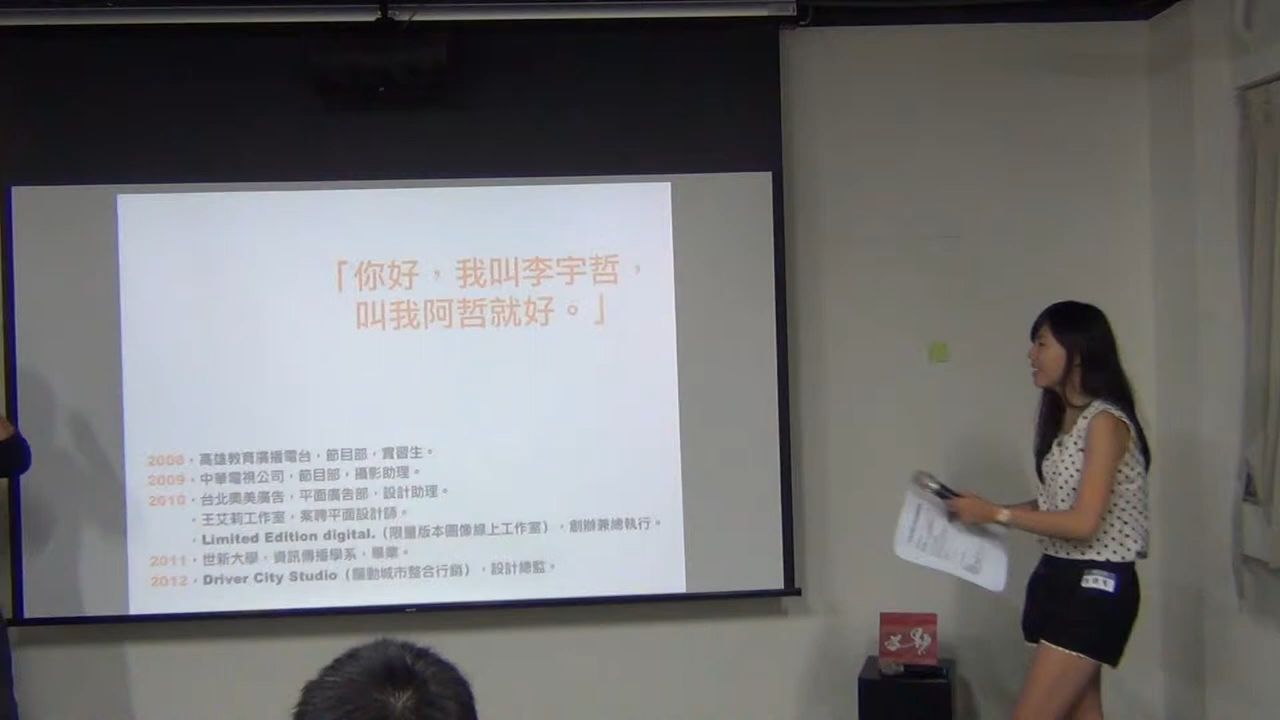 「你好，我叫李宇哲，
叫我阿哲就好。」
2008，高雄教育廣播電台，節目部，實習生。
2009，中華電視公司，節目部，攝影助理。
2010，台北奧美廣告，平面廣告部，設計助理。
，王艾莉工作室，案聘平面設計師。
，Limited Edition digital.（限量版本圖像線上工作室），創辦兼總執行。
2011，世新大學，資訊傳播學系，畢業。
2012，Driver City Studio（驅動城市整合行銷），設計總監。